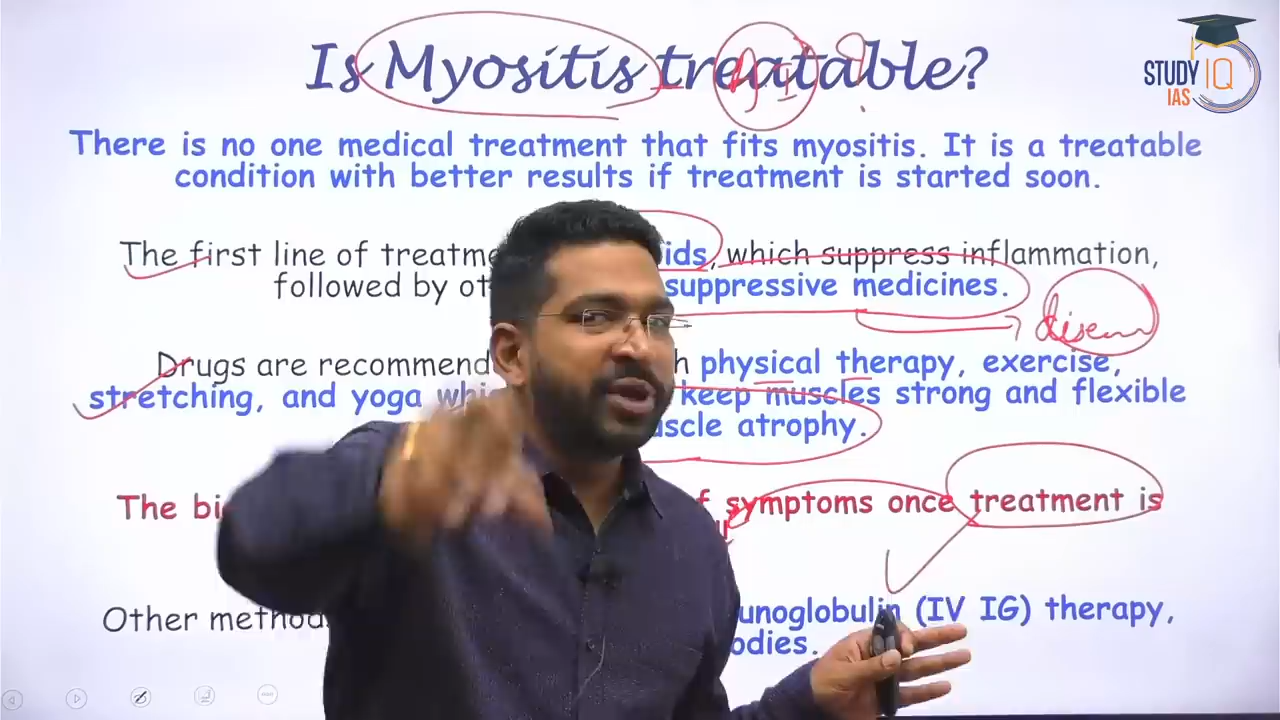 Is Myositis treatable?
STUDY IQ
IAS
There is no one medical treatment that fits myositis. It is a treatable
condition with better results if treatment is started soon.
The first line of treatme ids, which suppress inflammation,
followed by ot suppressive medicines.
Drugs are recommend h physical therapy, exercise,
stretching, and yoga whi keep muscles strong and flexible
scle atrophy.
The bi f symptoms once treatment is
Other method unoglobulin (IV IG) therapy,
odies.